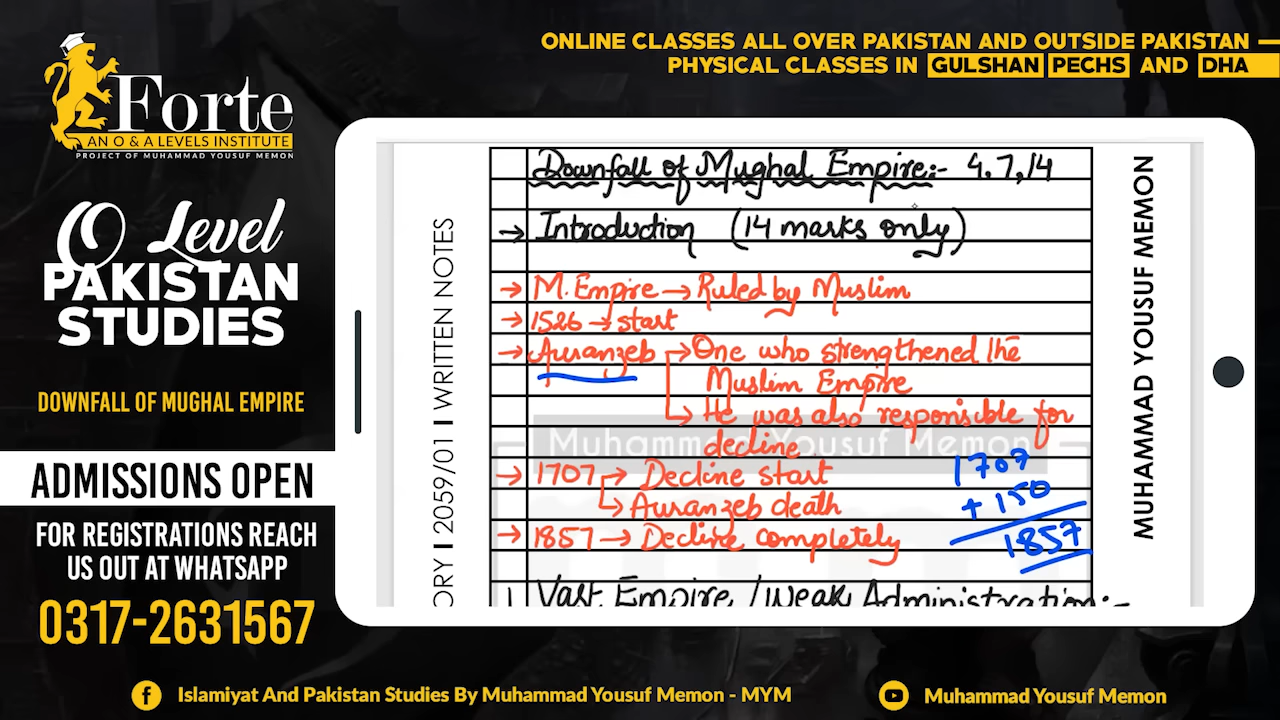 Forte
AN O & A LEVELS INSTITUTE
PROJECT OF MUHAMMAD YOUSUF MEMON
O Level
PAKISTAN
STUDIES
DOWNFALL OF MUGHAL EMPIRE
ADMISSIONS OPEN
FOR REGISTRATIONS REACH
US OUT AT WHATSAPP
0317-2631567
ONLINE CLASSES ALL OVER PAKISTAN AND OUTSIDE PAKISTAN
PHYSICAL CLASSES IN GULSHAN PECHS AND DHA
ORY I 2059/01 I WRITTEN NOTES
Downfall of Mughal Empire:- 4,7,14
→ Introduction (14 marks only)
→ M. Empire → Ruled by Muslim
→ 1526 → start
→ Auranzeb → One who strengthened the
Muslim Empire
→ He was also responsible for
decline
Muhammad Yousuf Memon
→ 1707 → Decline start
→ Auranzeb death
→ 1857 → Decline completely
1707
+ 150
1857
1 Vast Empire / Weak Administration:-
MUHAMMAD YOUSUF MEMON
Islamiyat And Pakistan Studies By Muhammad Yousuf Memon - MYM
Muhammad Yousuf Memon